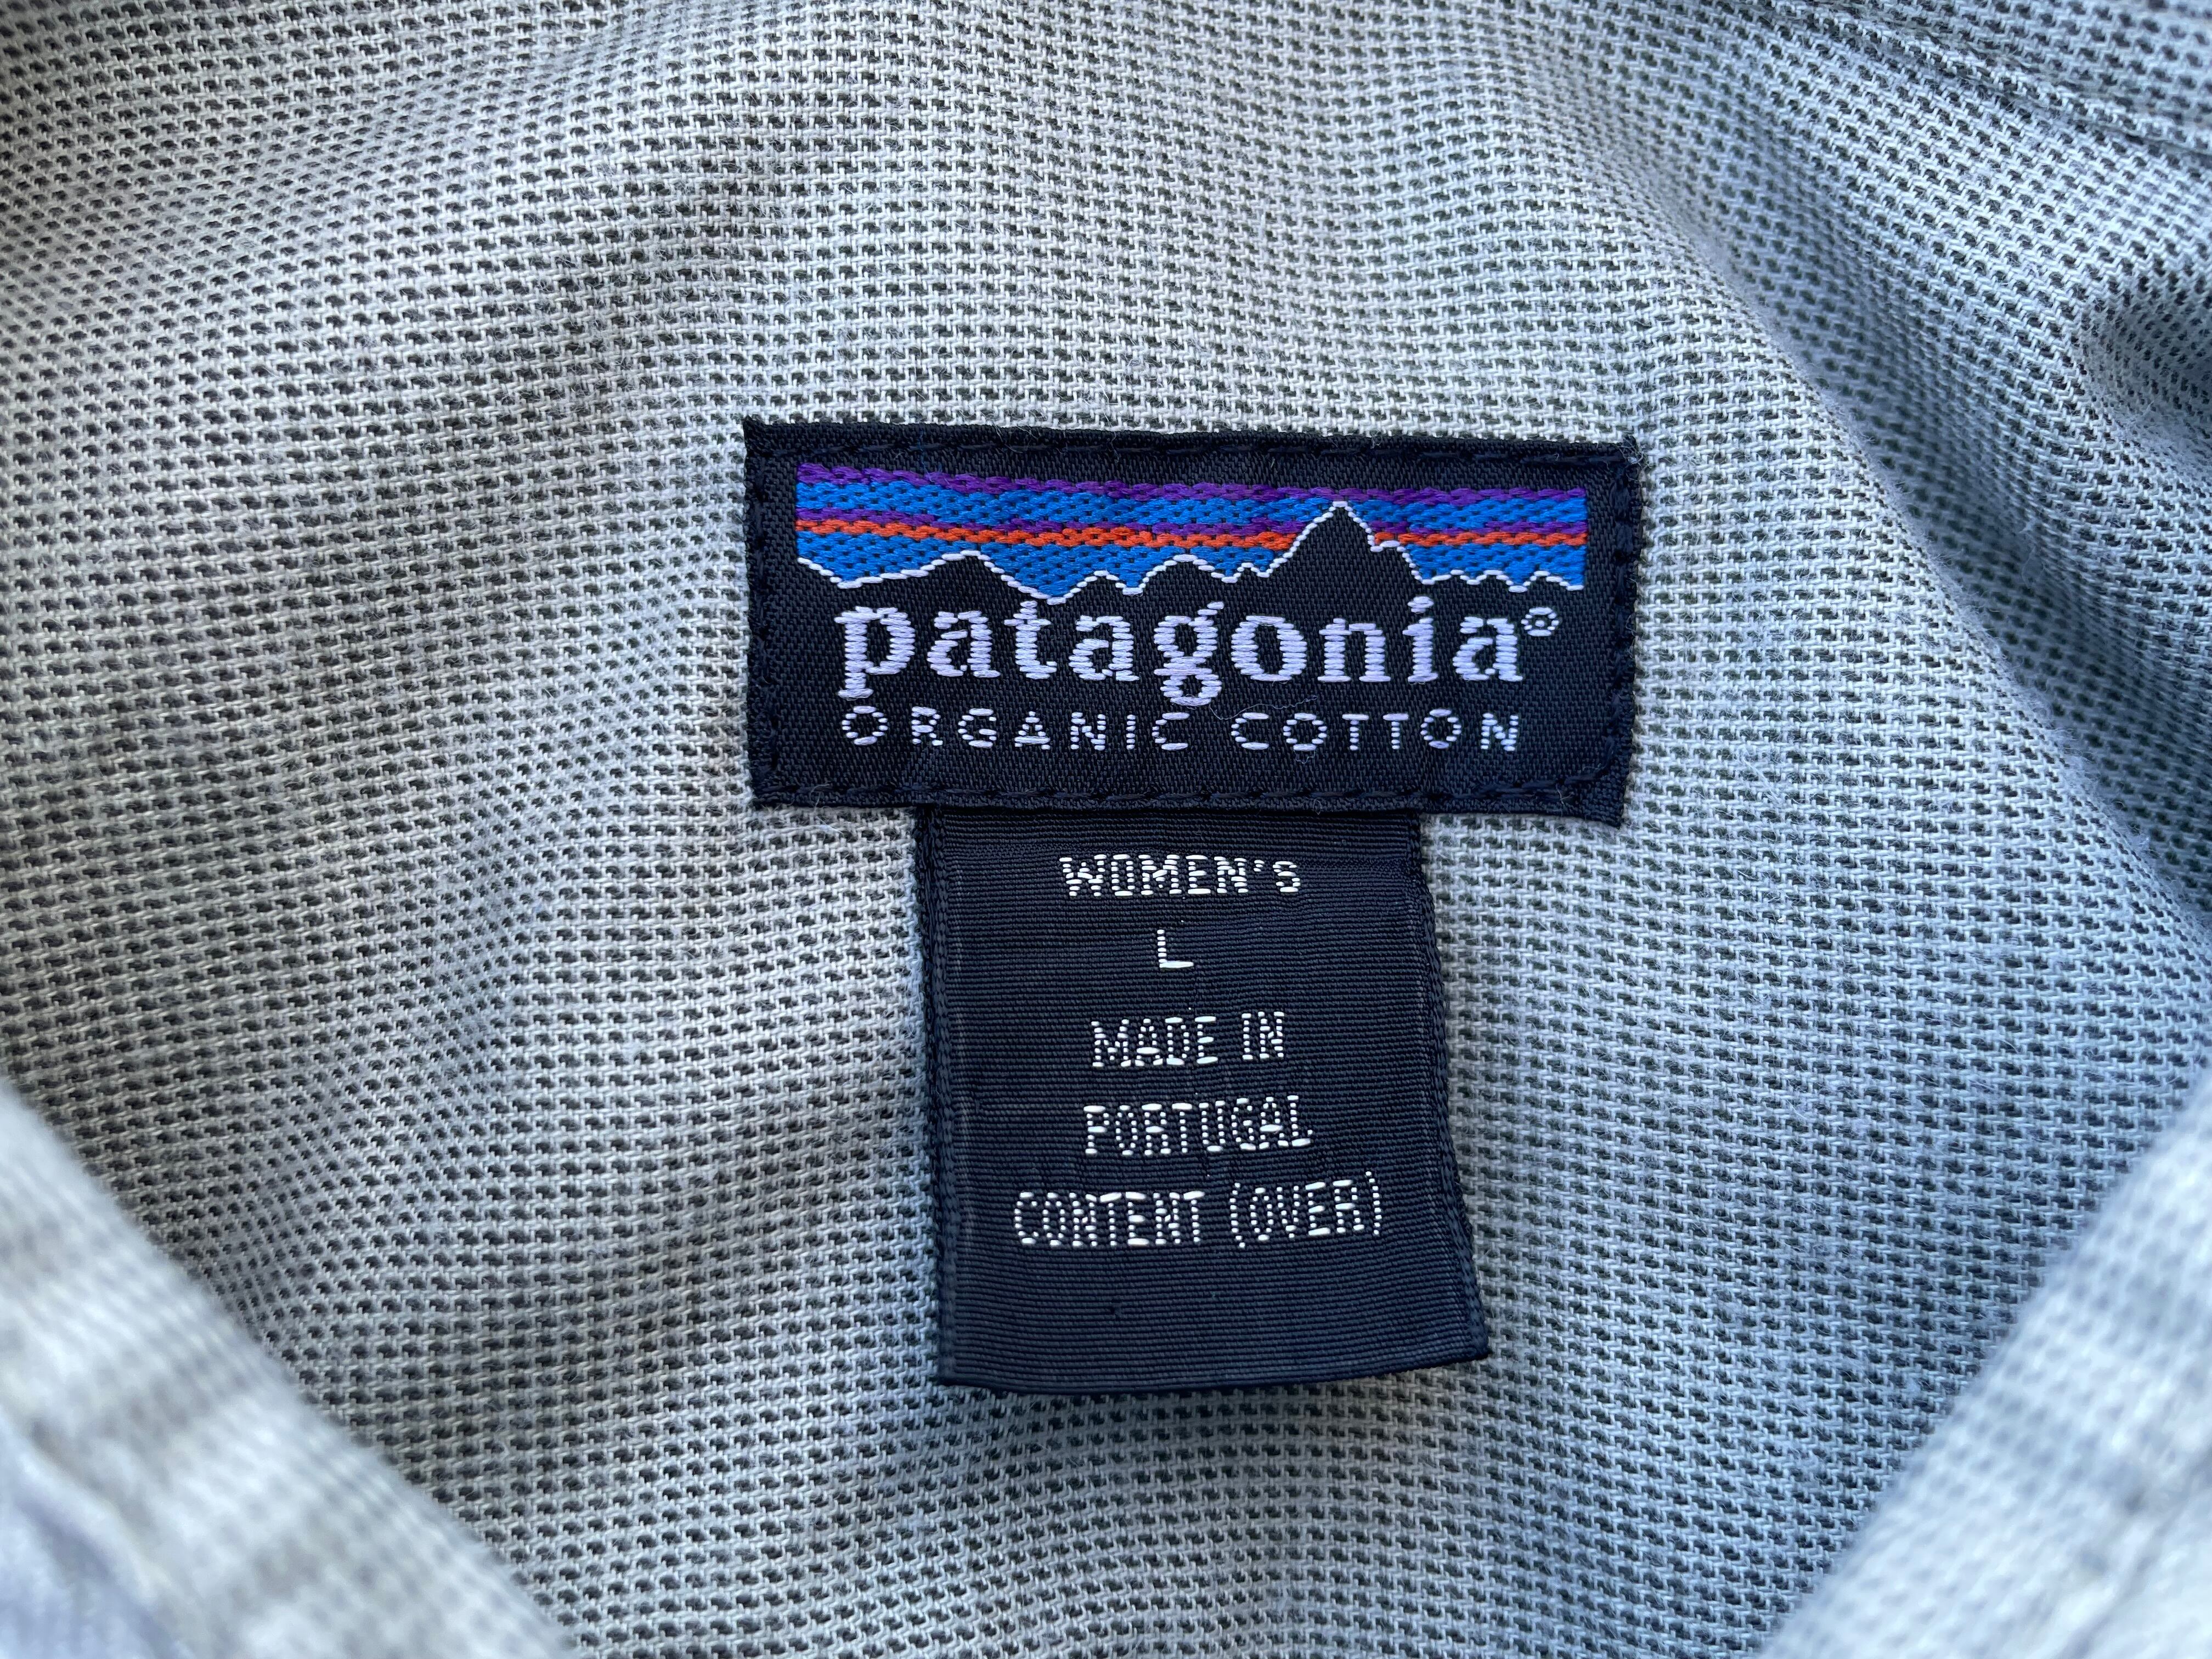 patagonia®
ORGANIC COTTON
WOMEN'S
L
MADE IN
PORTUGAL
CONTENT (OVER)